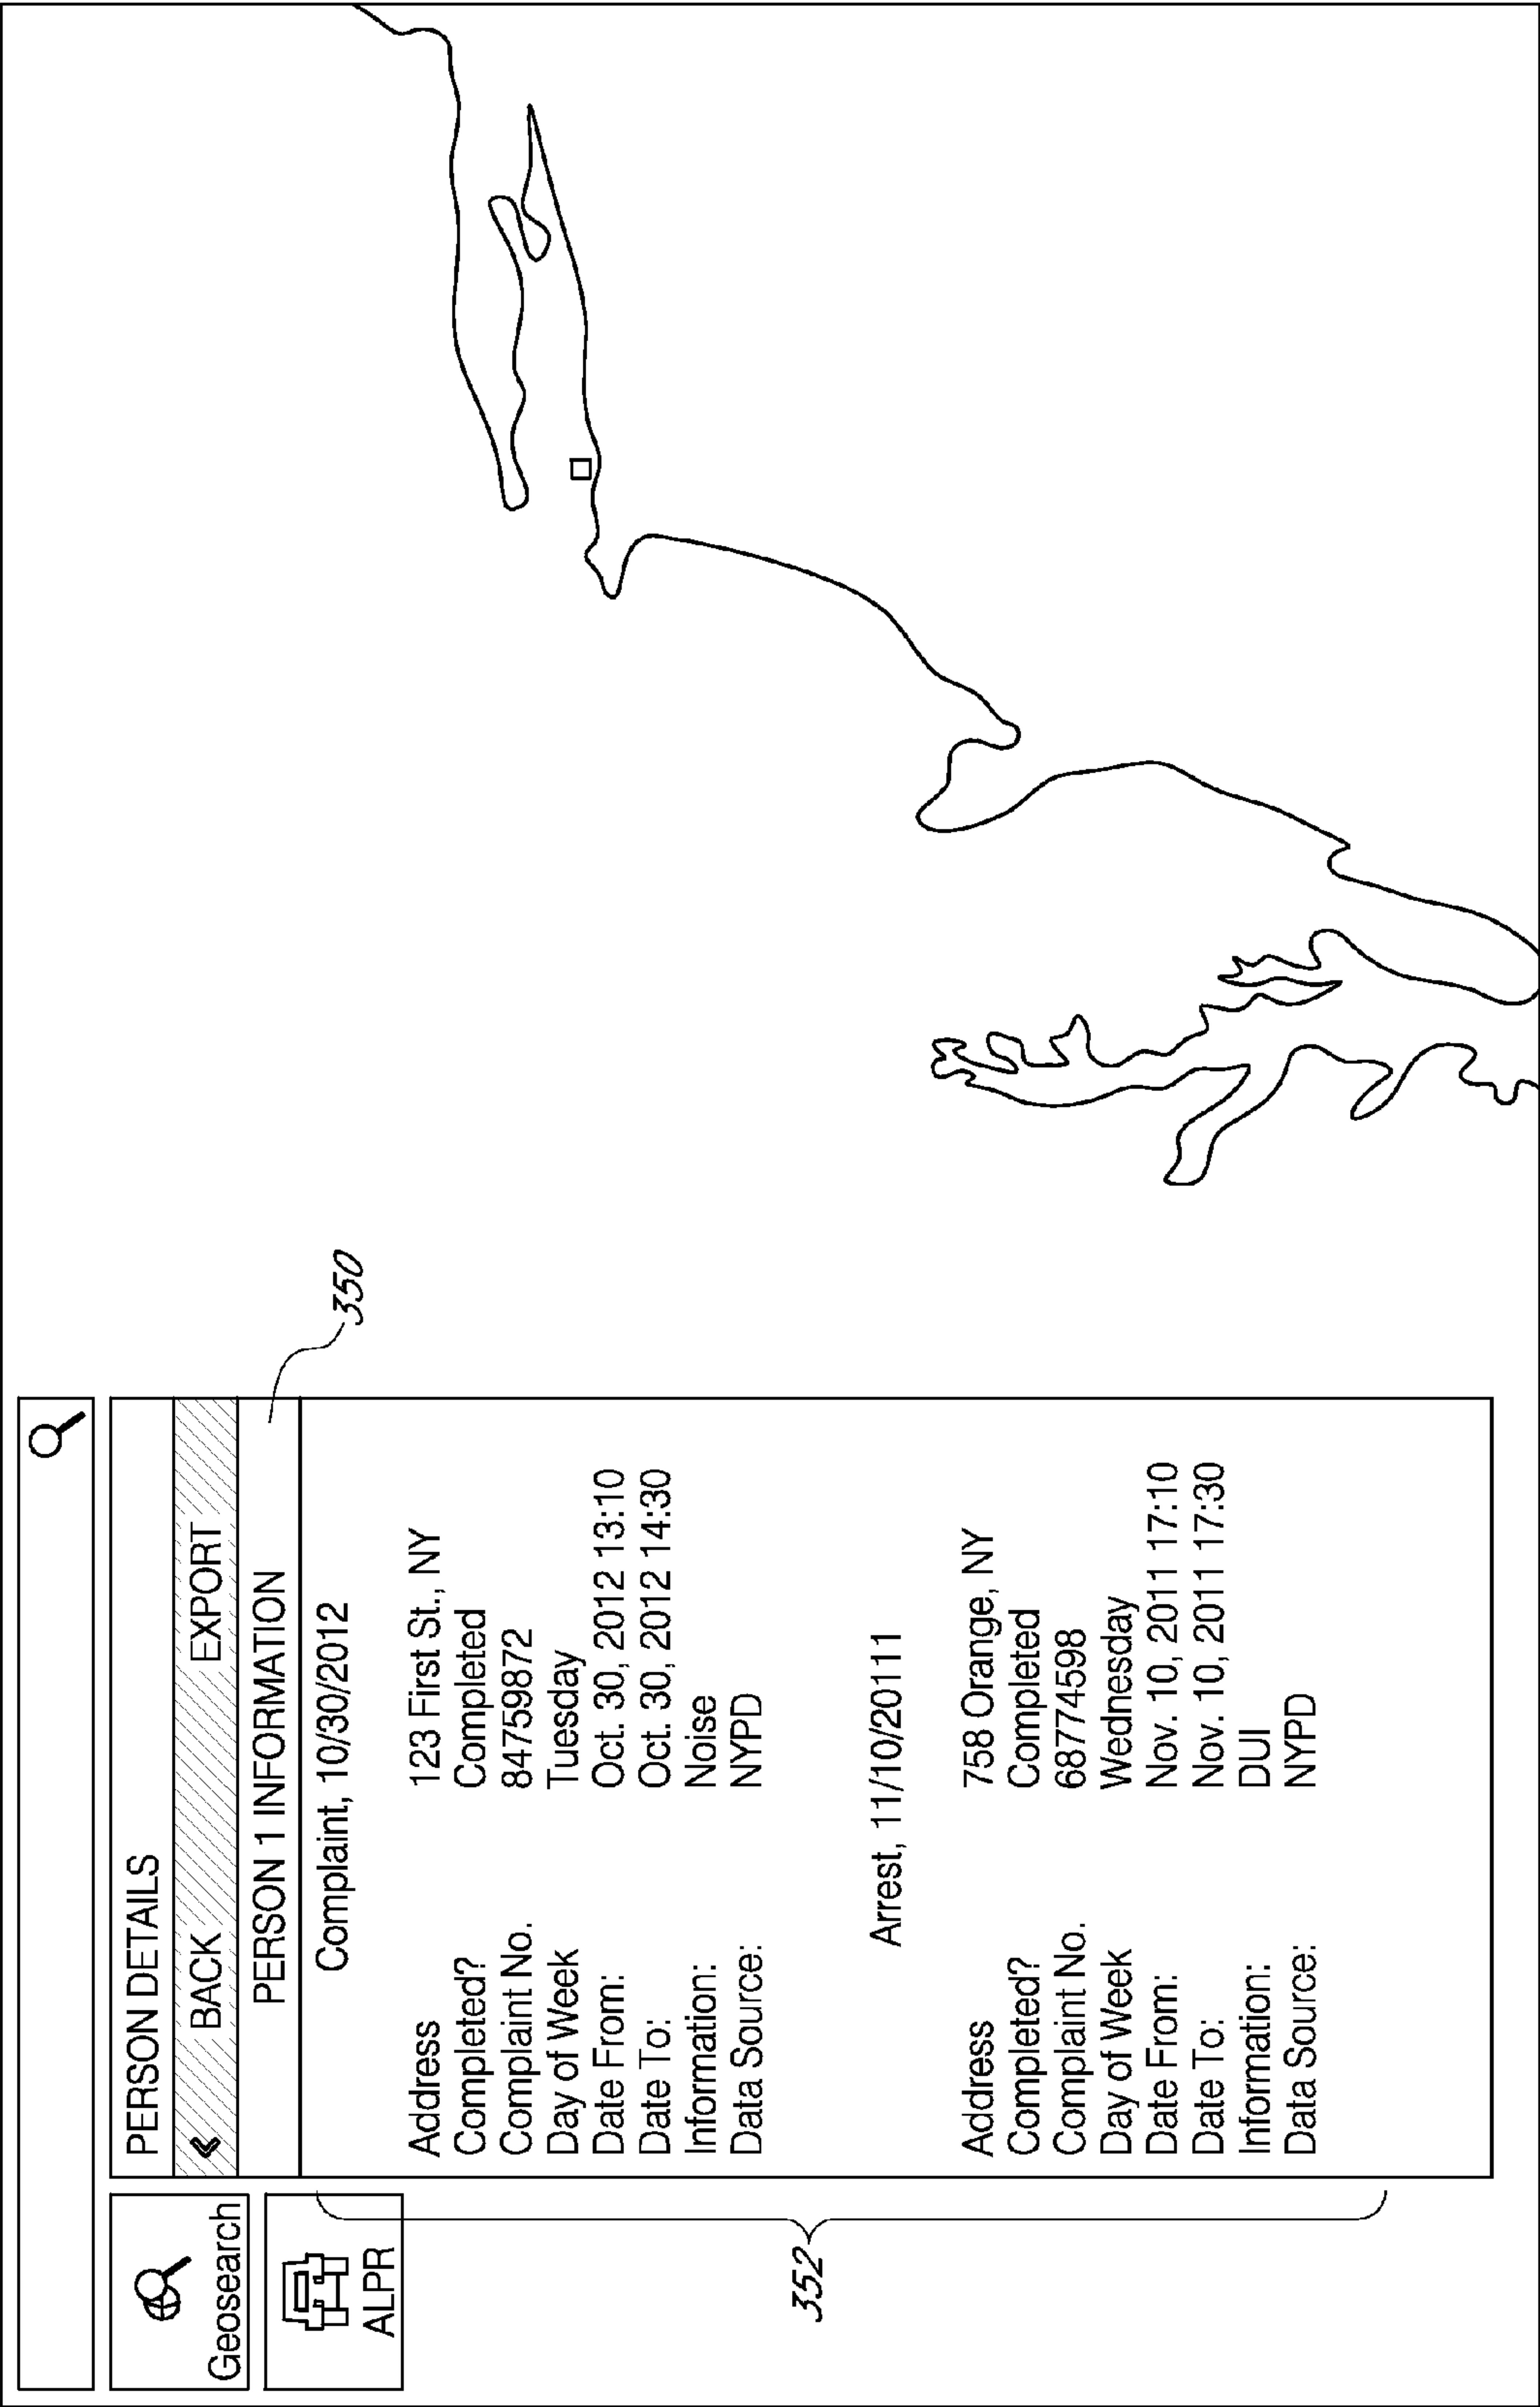 Geosearch
ALPR
PERSON DETAILS
« BACK EXPORT
PERSON 1 INFORMATION
350
352
Complaint, 10/30/2012
Address 123 First St., NY
Completed? Completed
Complaint No. 84759872
Day of Week Tuesday
Date From: Oct. 30, 2012 13:10
Date To: Oct. 30, 2012 14:30
Information: Noise
Data Source: NYPD
Arrest, 11/10/20111
Address 758 Orange, NY
Completed? Completed
Complaint No. 68774598
Day of Week Wednesday
Date From: Nov. 10, 2011 17:10
Date To: Nov. 10, 2011 17:30
Information: DUI
Data Source: NYPD